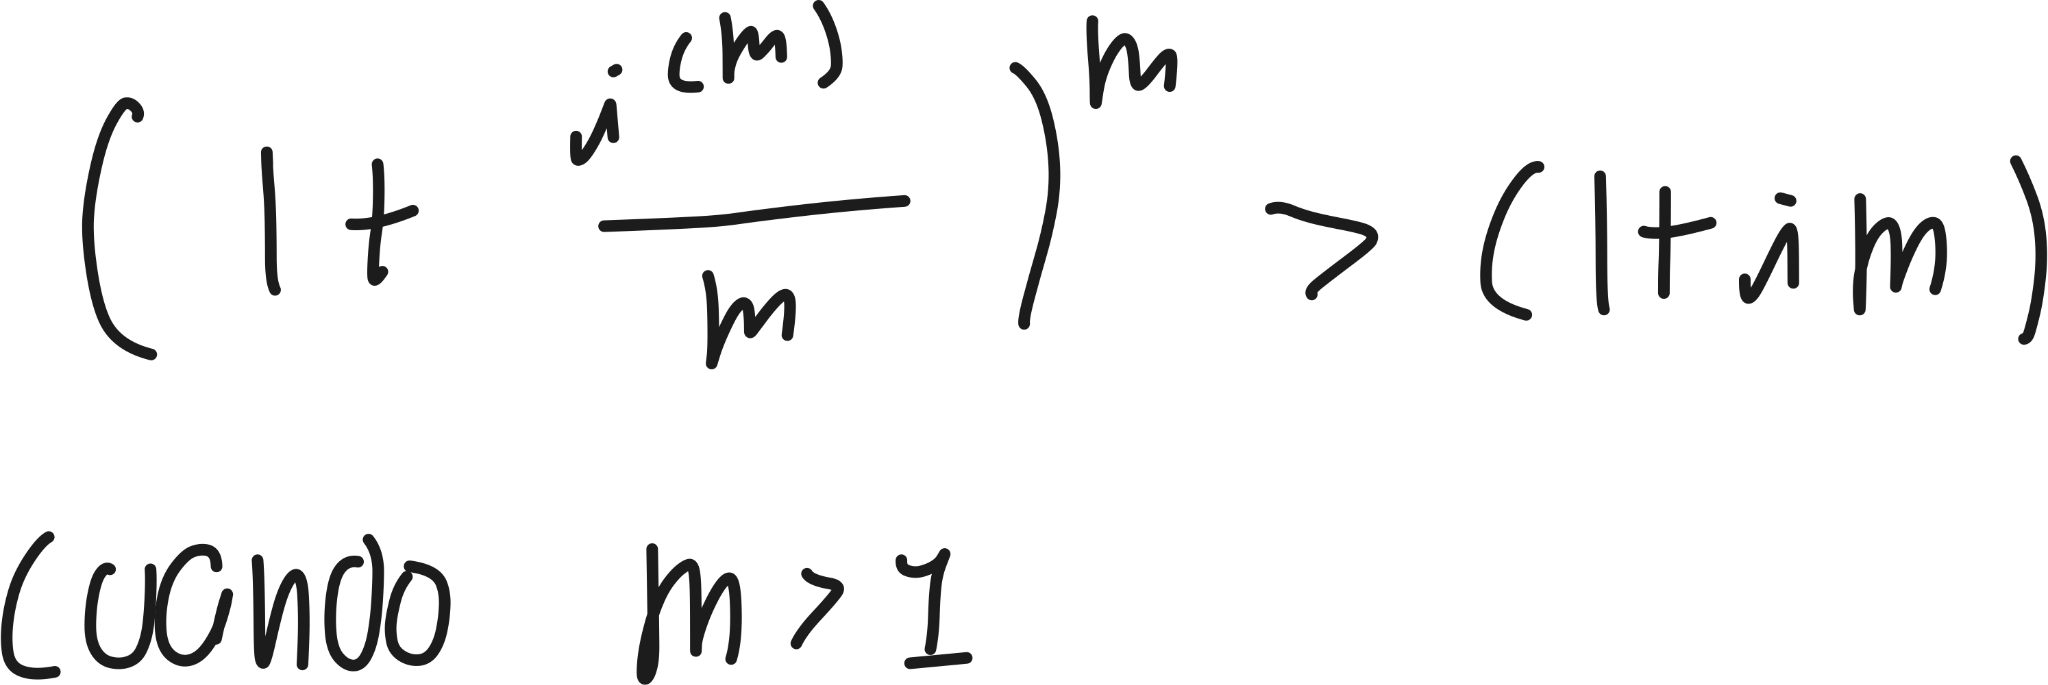 (1+ i^(m) / m)^m > (1+im)
Cuando m>1